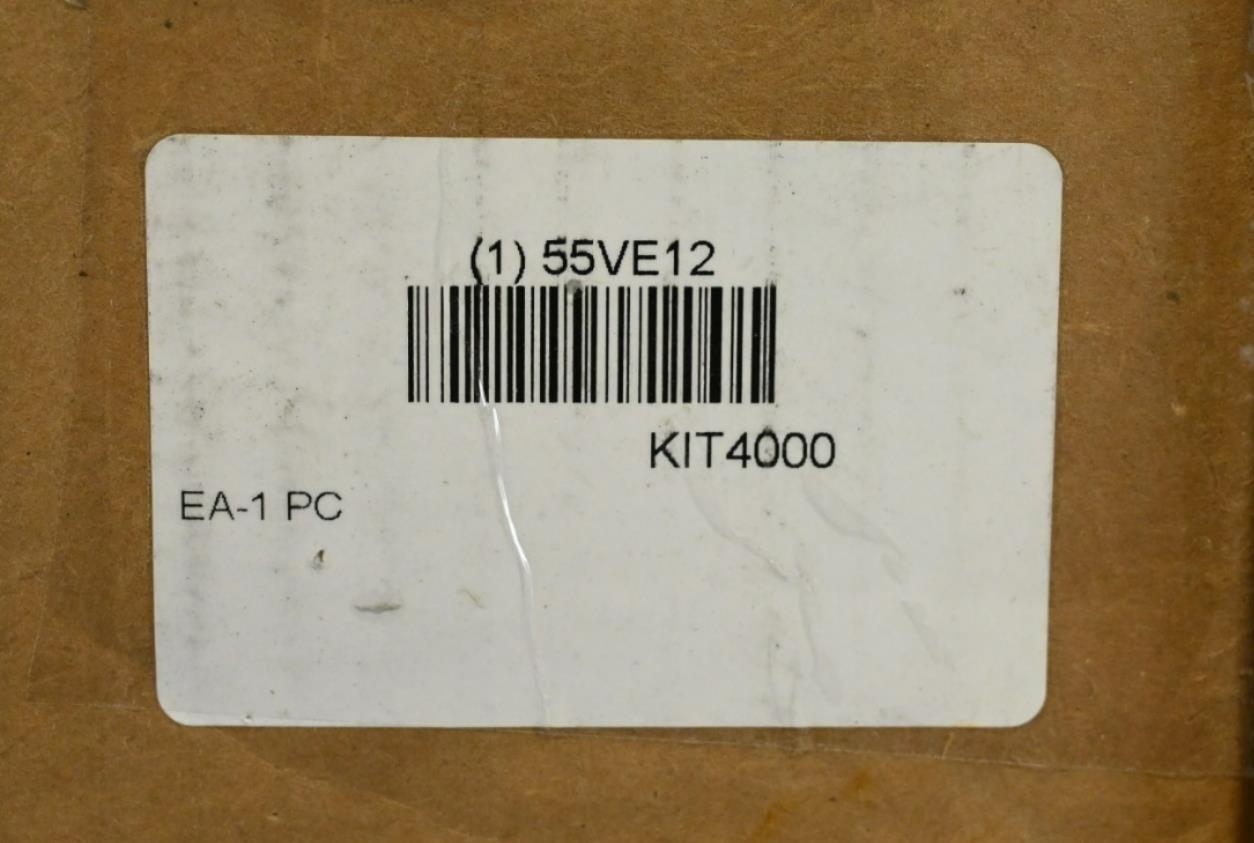 (1) 55VE12
KIT4000
EA-1 PC